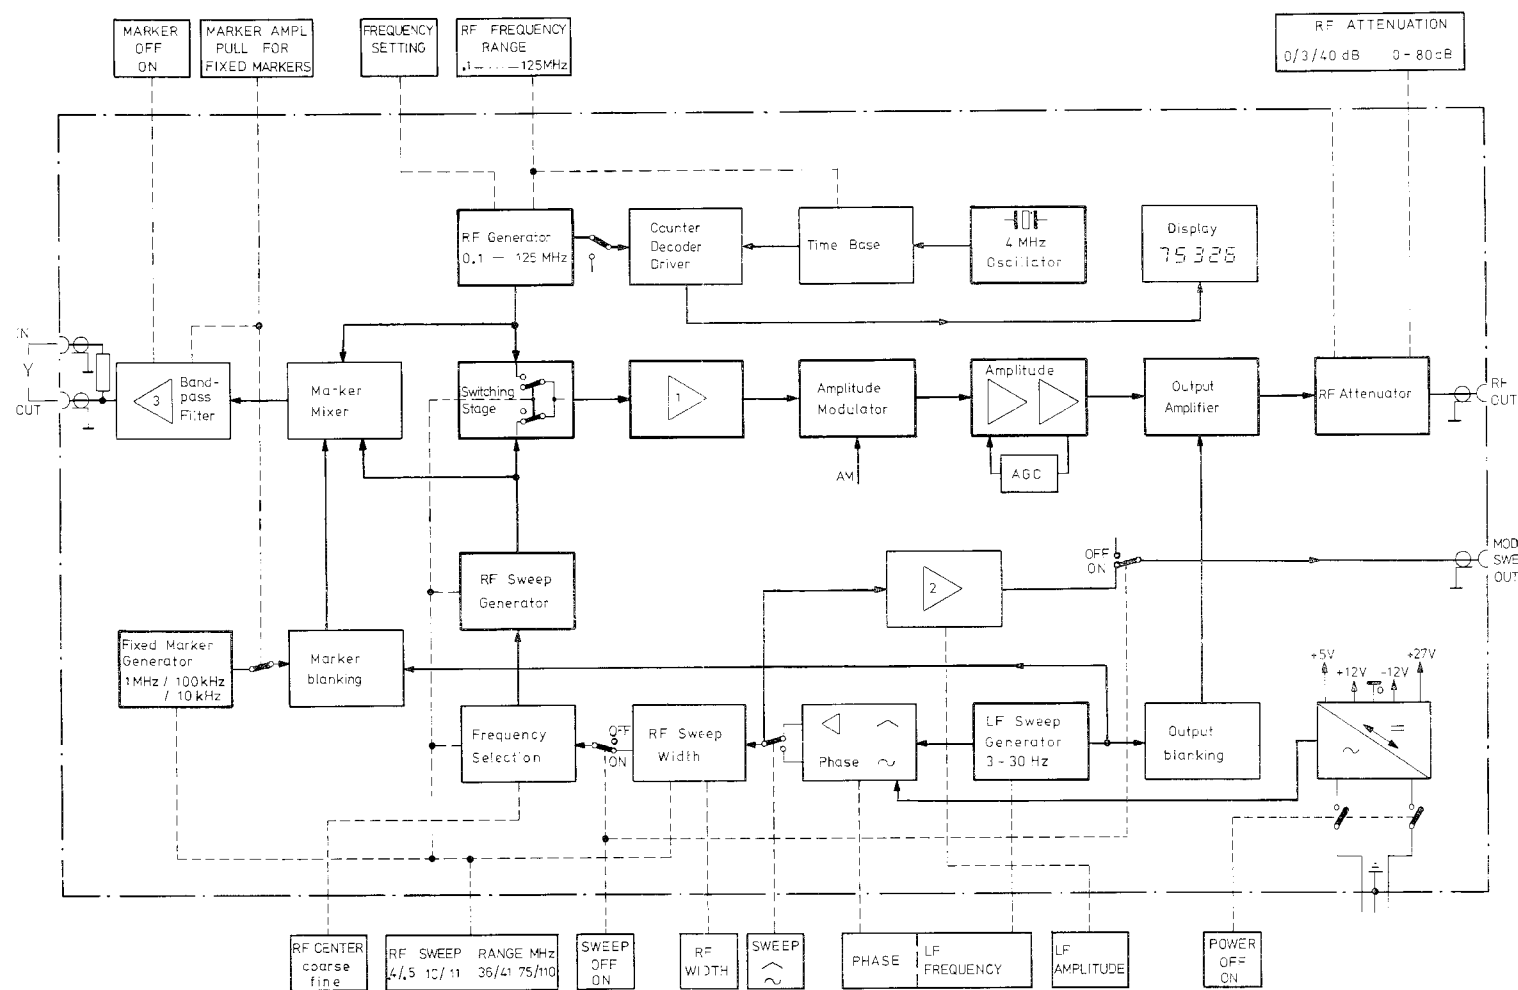 MARKER
OFF
ON
MARKER AMPL
PULL FOR
FIXED MARKERS
FREQUENCY
SETTING
RF FREQUENCY
RANGE
.1 — ··· — 125MHz
RF ATTENUATION
0/3/40 dB 0-80dB
RF Generator
0.1 — 125 MHz
Counter
Decoder
Driver
Time Base
4 MHz
Oscillator
Display
75326
IN
Y
OUT
3
Band-
pass
Filter
Marker
Mixer
Switching
Stage
1
Amplitude
Modulator
AM
Amplitude
AGC
Output
Amplifier
RF Attenuator
RF
OUT
RF Sweep
Generator
2
OFF
ON
MOD
SWE
OUT
Fixed Marker
Generator
1MHz / 100kHz
/ 10kHz
Marker
blanking
Frequency
Selection
OFF
ON
RF Sweep
Width
Phase
LF Sweep
Generator
3-30 Hz
Output
blanking
+5V
+12V
-12V
+27V
RF CENTER
coarse
fine
RF SWEEP RANGE MHz
.4/.5 10/11 36/41 75/110
SWEEP
OFF
ON
RF
WIDTH
SWEEP
PHASE
LF
FREQUENCY
LF
AMPLITUDE
POWER
OFF
ON